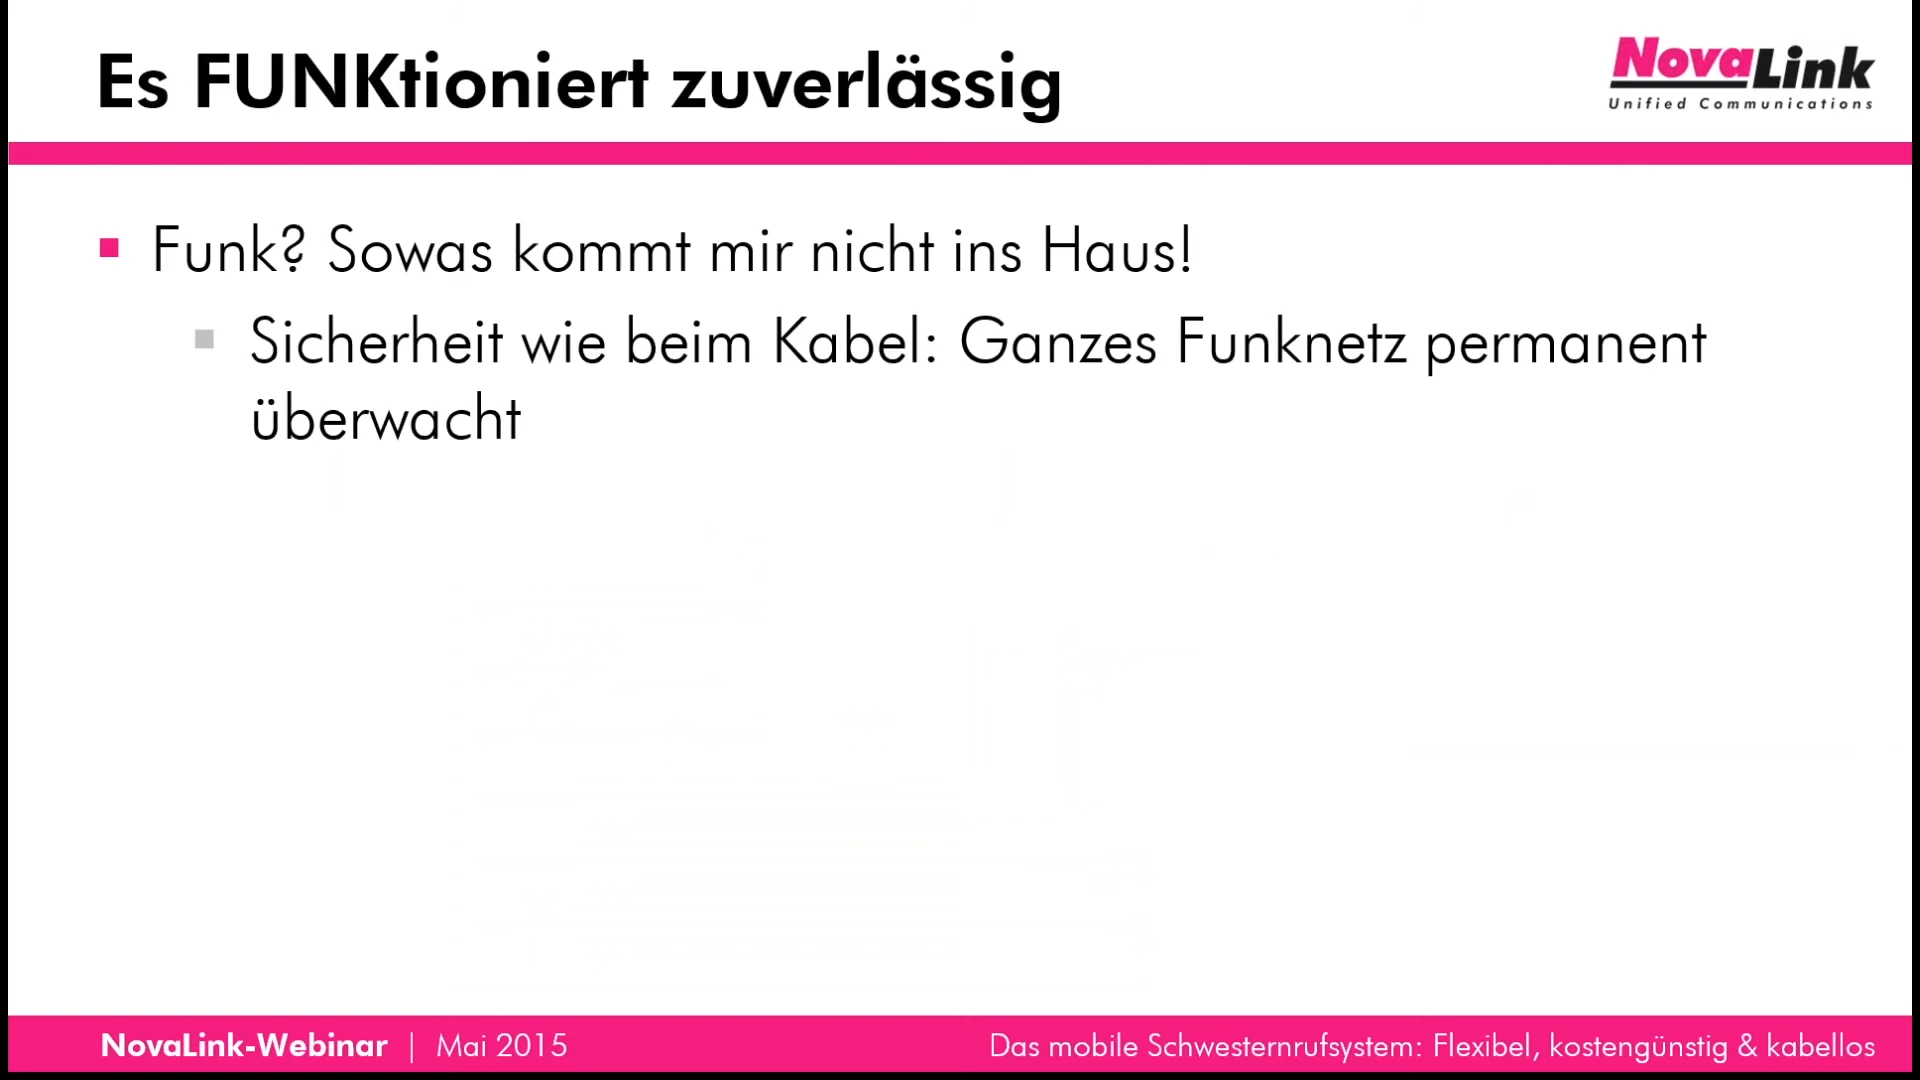 Es FUNKtioniert zuverlässig
NovaLink
Unified Communications
Funk? Sowas kommt mir nicht ins Haus!
Sicherheit wie beim Kabel: Ganzes Funknetz permanent
überwacht
NovaLink-Webinar | Mai 2015
Das mobile Schwesternrufsystem: Flexibel, kostengünstig & kabellos